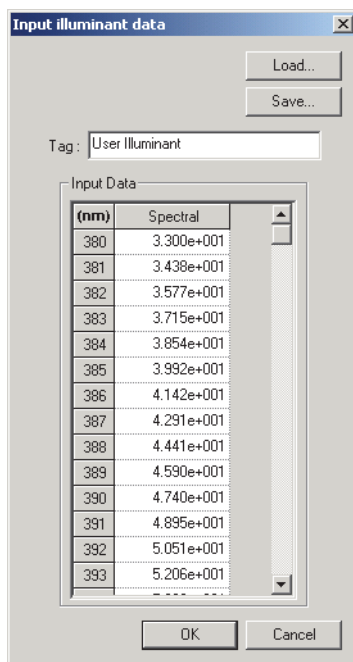 Input illuminant data
Load...
Save...
Tag : User Illuminant
Input Data
(nm) Spectral
380 3.300e+001
381 3.438e+001
382 3.577e+001
383 3.715e+001
384 3.854e+001
385 3.992e+001
386 4.142e+001
387 4.291e+001
388 4.441e+001
389 4.590e+001
390 4.740e+001
391 4.895e+001
392 5.051e+001
393 5.206e+001
OK Cancel